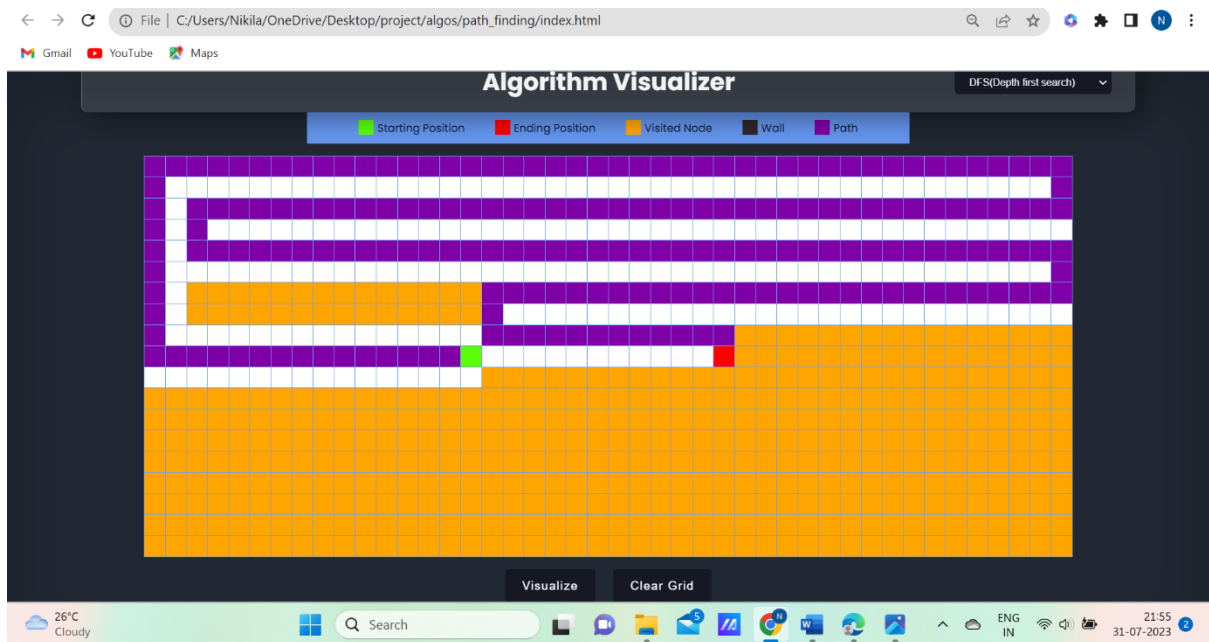 File | C:/Users/Nikila/OneDrive/Desktop/project/algos/path_finding/index.html N
Gmail YouTube Maps
Algorithm Visualizer DFS(Depth first search)
Starting Position Ending Position Visited Node Wall Path
Visualize Clear Grid
26°C Search 5 N W ENG 21:55 2
Cloudy IN 31-07-2023